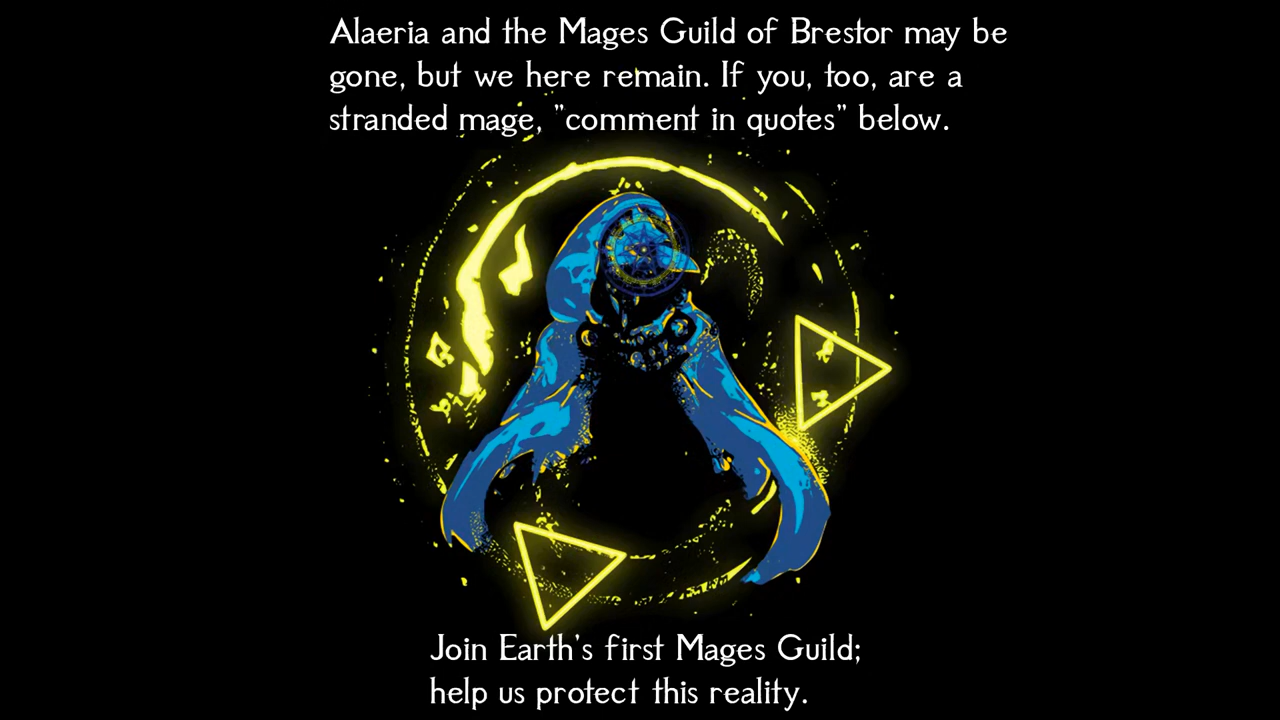 Alaeria and the Mages Guild of Brestor may be
gone, but we here remain. If you, too, are a
stranded mage, "comment in quotes" below.
Join Earth's first Mages Guild;
help us protect this reality.